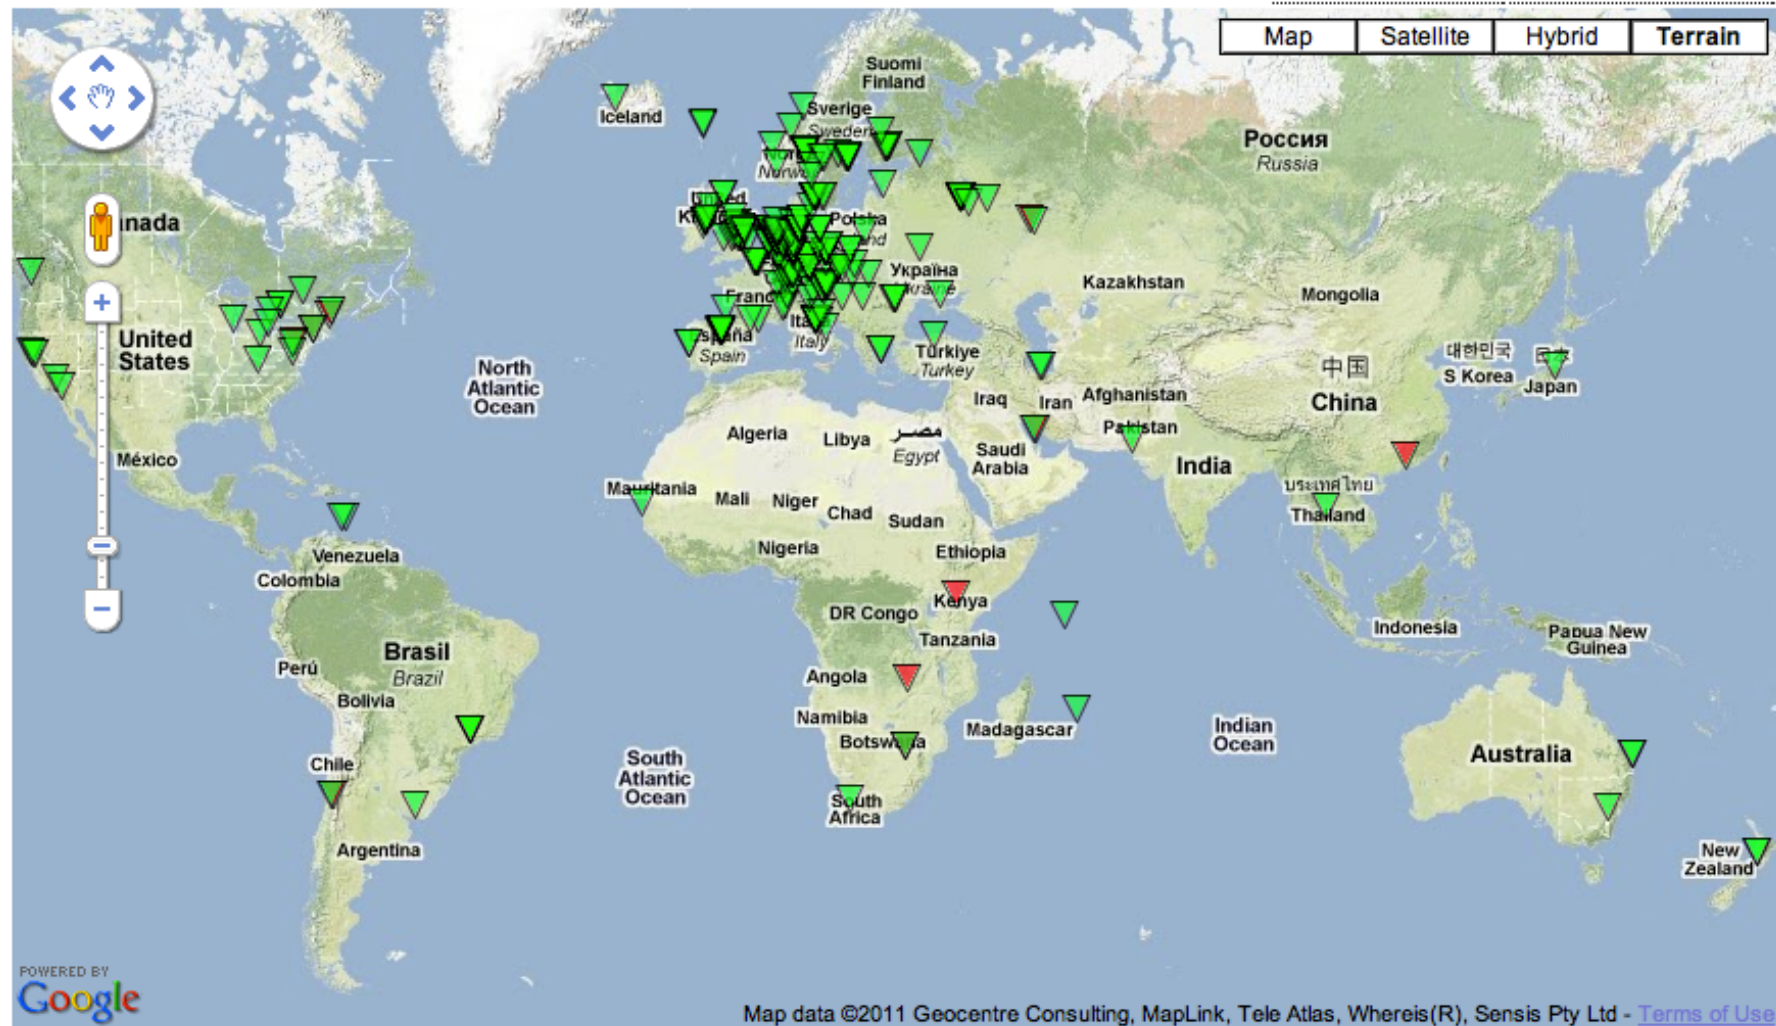 Map
Satellite
Hybrid
Terrain
Suomi
Finland
Iceland
Sverige
Sweden
Россия
Russia
Polska
Україна
Kazakhstan
Mongolia
United
States
Spain
Italy
Türkiye
Turkey
대한민국
S Korea
Japan
中国
China
North
Atlantic
Ocean
Iraq
Iran
Afghanistan
Pakistan
Algeria
Libya
مصر
Egypt
Saudi
Arabia
India
México
Mauritania
Mali
Niger
Chad
Sudan
ประเทศไทย
Thailand
Nigeria
Ethiopia
Venezuela
Colombia
Kenya
DR Congo
Tanzania
Indonesia
Papua New
Guinea
Brasil
Brazil
Perú
Bolivia
Angola
Namibia
Botswana
Madagascar
Indian
Ocean
Australia
Chile
South
Atlantic
Ocean
South
Africa
Argentina
New
Zealand
POWERED BY
Google
Map data ©2011 Geocentre Consulting, MapLink, Tele Atlas, Whereis(R), Sensis Pty Ltd - Terms of Use